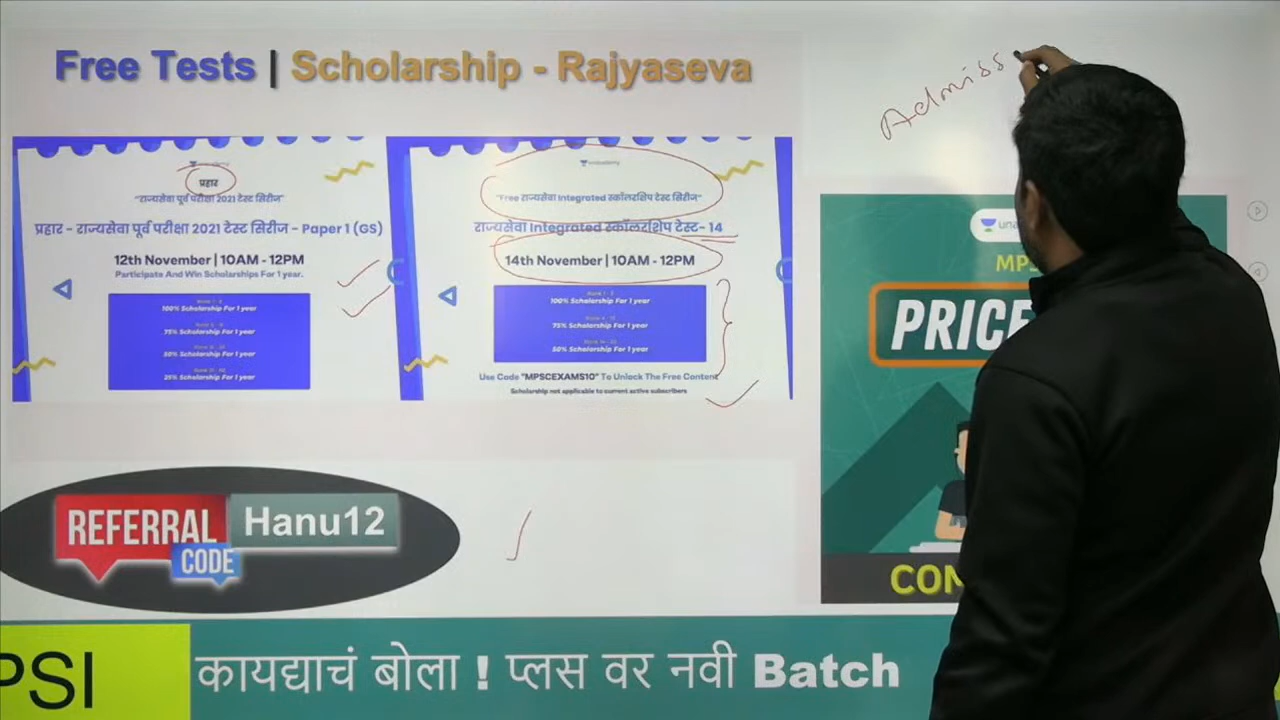 Free Tests | Scholarship - Rajyaseva
Admiss
प्रहार
"राज्यसेवा पूर्व परीक्षा 2021 टेस्ट सिरीज"
प्रहार - राज्यसेवा पूर्व परीक्षा 2021 टेस्ट सिरीज - Paper 1 (GS)
12th November | 10AM - 12PM
Participate And Win Scholarships For 1 year.
100% Scholarship For 1 year
75% Scholarship For 1 year
50% Scholarship For 1 year
25% Scholarship For 1 year
unacademy
"Free राज्यसेवा Integrated स्कॉलरशिप टेस्ट सिरीज"
राज्यसेवा Integrated स्कॉलरशिप टेस्ट- 14
14th November | 10AM - 12PM
100% Scholarship For 1 year
75% Scholarship For 1 year
50% Scholarship For 1 year
Use Code "MPSCEXAMS10" To Unlock The Free Content
Scholarship not applicable to current active subscribers
una
MPS
PRICE
CON
REFERRAL
CODE
Hanu12
PSI
कायद्याचं बोला ! प्लस वर नवी Batch